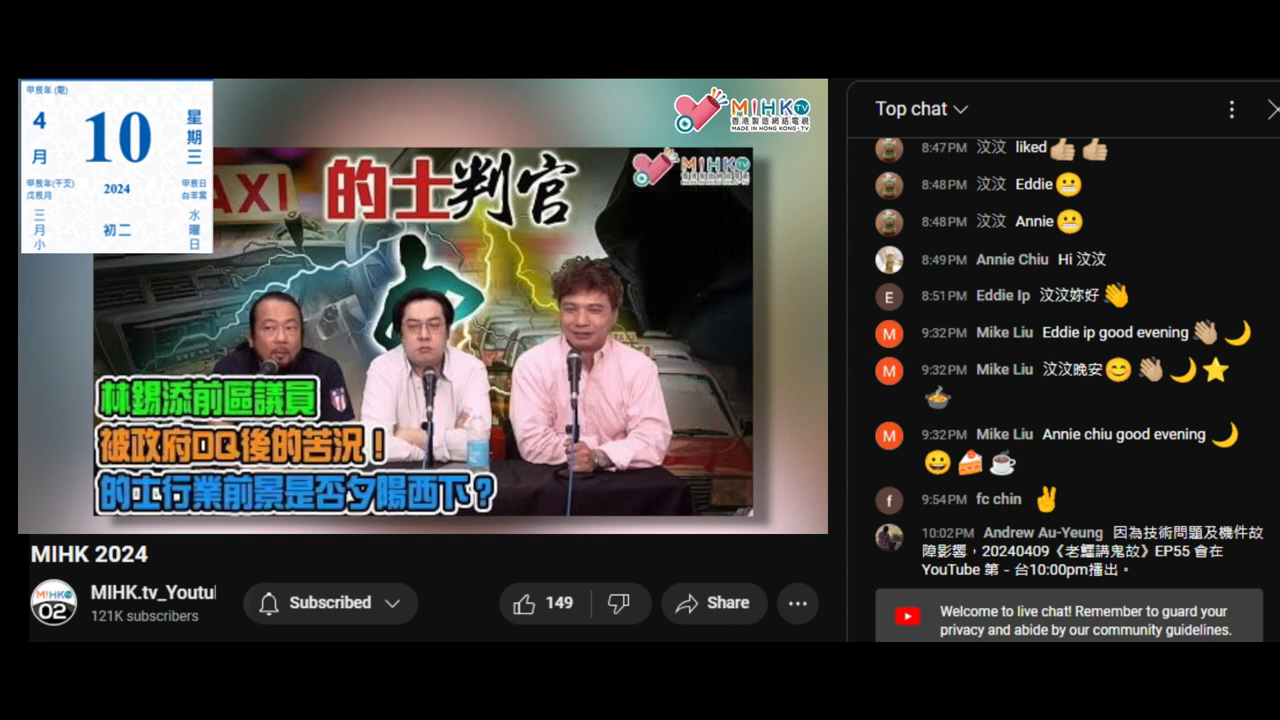 甲辰年 (龍)
4
月
10
星
期
三
甲辰年(干支)
戊辰月
2024
甲辰日
白羊宮
三
月
小
初二
水
曜
日
MIHK TV
香港製造網絡電視
MADE IN HONG KONG . TV
MIHK TV
TAXI
的士判官
林錫添前區議員
被政府DQ後的苦況！
的士行業前景是否夕陽西下？
MIHK 2024
MIHK
02
MIHK.tv_Youtu
121K subscribers
Subscribed
149
Share
Top chat
8:47 PM 汶汶 liked👍🏼👍🏼
8:48 PM 汶汶 Eddie😬
8:48 PM 汶汶 Annie😬
8:49 PM Annie Chiu Hi 汶汶
E
8:51 PM Eddie Ip 汶汶妳好👋
M
9:32 PM Mike Liu Eddie ip good evening👋🏼🌙
M
9:32 PM Mike Liu 汶汶晚安😊👋🏼🌙⭐
🍲
M
9:32 PM Mike Liu Annie chiu good evening🌙
😀🍰☕
f
9:54 PM fc chin ✌
10:02 PM Andrew Au-Yeung 因為技術問題及機件故
障影響，20240409《老鱷講鬼故》EP55 會在
YouTube 第 - 台10:00pm播出。
Welcome to live chat! Remember to guard your
privacy and abide by our community guidelines.